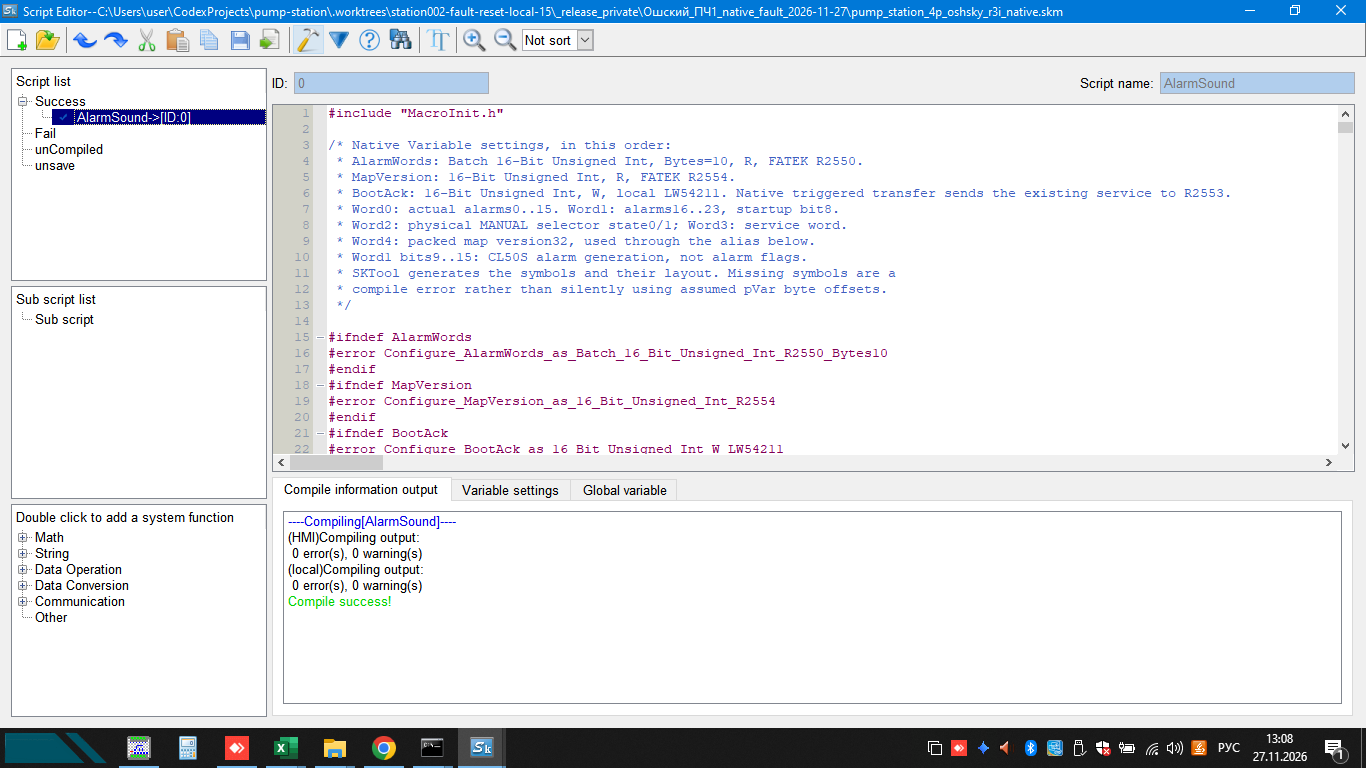 Script Editor--C:\Users\user\CodexProjects\pump-station\.worktrees\station002-fault-reset-local-15\_release_private\Ошский_ПЧ1_native_fault_2026-11-27\pump_station_4p_oshsky_r3i_native.skm
Not sort
Script list
Success
AlarmSound->[ID:0]
Fail
unCompiled
unsave
Sub script list
Sub script
Double click to add a system function
Math
String
Data Operation
Data Conversion
Communication
Other
ID: 0
Script name: AlarmSound
1 #include "MacroInit.h"
2
3 /* Native Variable settings, in this order:
4 * AlarmWords: Batch 16-Bit Unsigned Int, Bytes=10, R, FATEK R2550.
5 * MapVersion: 16-Bit Unsigned Int, R, FATEK R2554.
6 * BootAck: 16-Bit Unsigned Int, W, local LW54211. Native triggered transfer sends the existing service to R2553.
7 * Word0: actual alarms0..15. Word1: alarms16..23, startup bit8.
8 * Word2: physical MANUAL selector state0/1; Word3: service word.
9 * Word4: packed map version32, used through the alias below.
10 * Word1 bits9..15: CL50S alarm generation, not alarm flags.
11 * SKTool generates the symbols and their layout. Missing symbols are a
12 * compile error rather than silently using assumed pVar byte offsets.
13 */
14
15 #ifndef AlarmWords
16 #error Configure_AlarmWords_as_Batch_16_Bit_Unsigned_Int_R2550_Bytes10
17 #endif
18 #ifndef MapVersion
19 #error Configure_MapVersion_as_16_Bit_Unsigned_Int_R2554
20 #endif
21 #ifndef BootAck
22 #error Configure_BootAck_as_16_Bit_Unsigned_Int_W_LW54211
Compile information output
Variable settings
Global variable
----Compiling[AlarmSound]----
(HMI)Compiling output:
0 error(s), 0 warning(s)
(local)Compiling output:
0 error(s), 0 warning(s)
Compile success!
РУС
13:08
27.11.2026
1